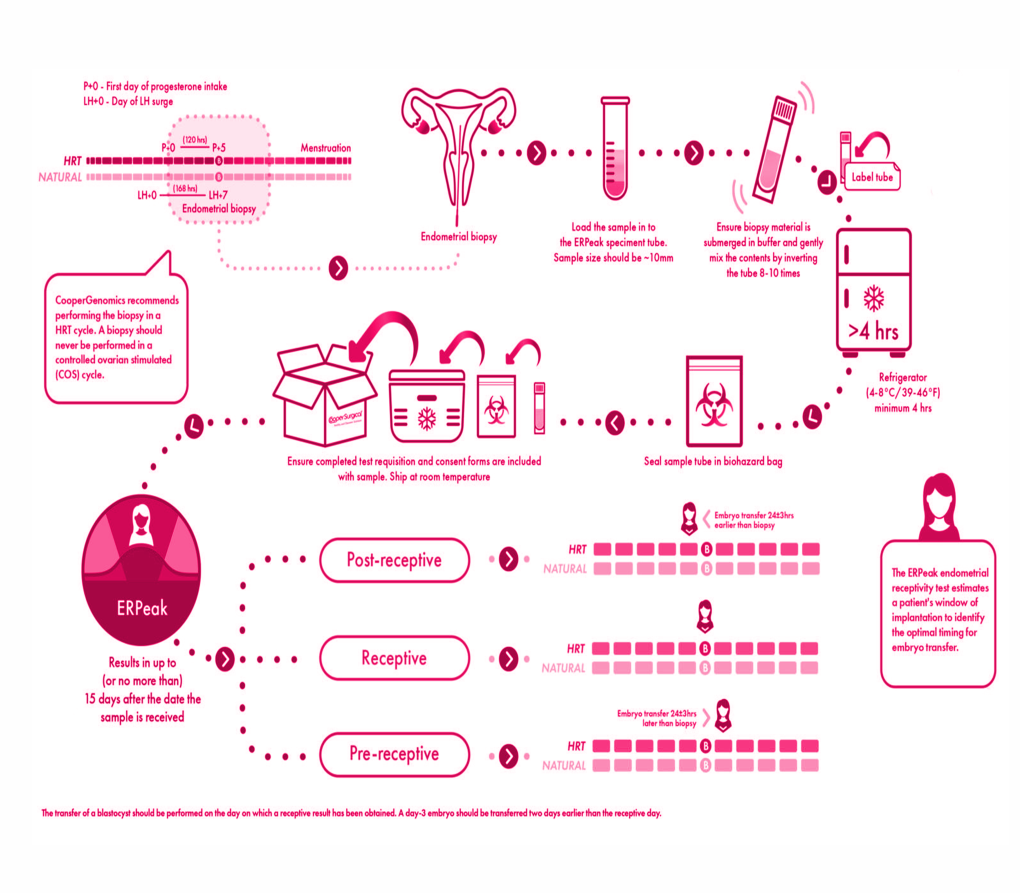 P+0 - First day of progesterone intake
LH+0 - Day of LH surge
(120 hrs)
P+0
P+5
Menstruation
HRT
B
NATURAL
B
(168 hrs)
LH+0
LH+7
Endometrial biopsy
Endometrial biopsy
Load the sample in to
the ERPeak speciment tube.
Sample size should be ~10mm
Ensure biopsy material is
submerged in buffer and gently
mix the contents by inverting
the tube 8-10 times
Label tube
>4 hrs
Refrigerator
(4-8°C/39-46°F)
minimum 4 hrs
CooperGenomics recommends
performing the biopsy in a
HRT cycle. A biopsy should
never be performed in a
controlled ovarian stimulated
(COS) cycle.
CooperSurgical
Ensure completed test requisition and consent forms are included
with sample. Ship at room temperature
Seal sample tube in biohazard bag
ERPeak
Results in up to
(or no more than)
15 days after the date the
sample is received
Post-receptive
Embryo transfer 24±3hrs
earlier than biopsy
HRT
B
NATURAL
B
Receptive
HRT
B
NATURAL
B
Pre-receptive
Embryo transfer 24±3hrs
later than biopsy
HRT
B
NATURAL
B
The ERPeak endometrial
receptivity test estimates
a patient's window of
implantation to identify
the optimal timing for
embryo transfer.
The transfer of a blastocyst should be performed on the day on which a receptive result has been obtained. A day-3 embryo should be transferred two days earlier than the receptive day.